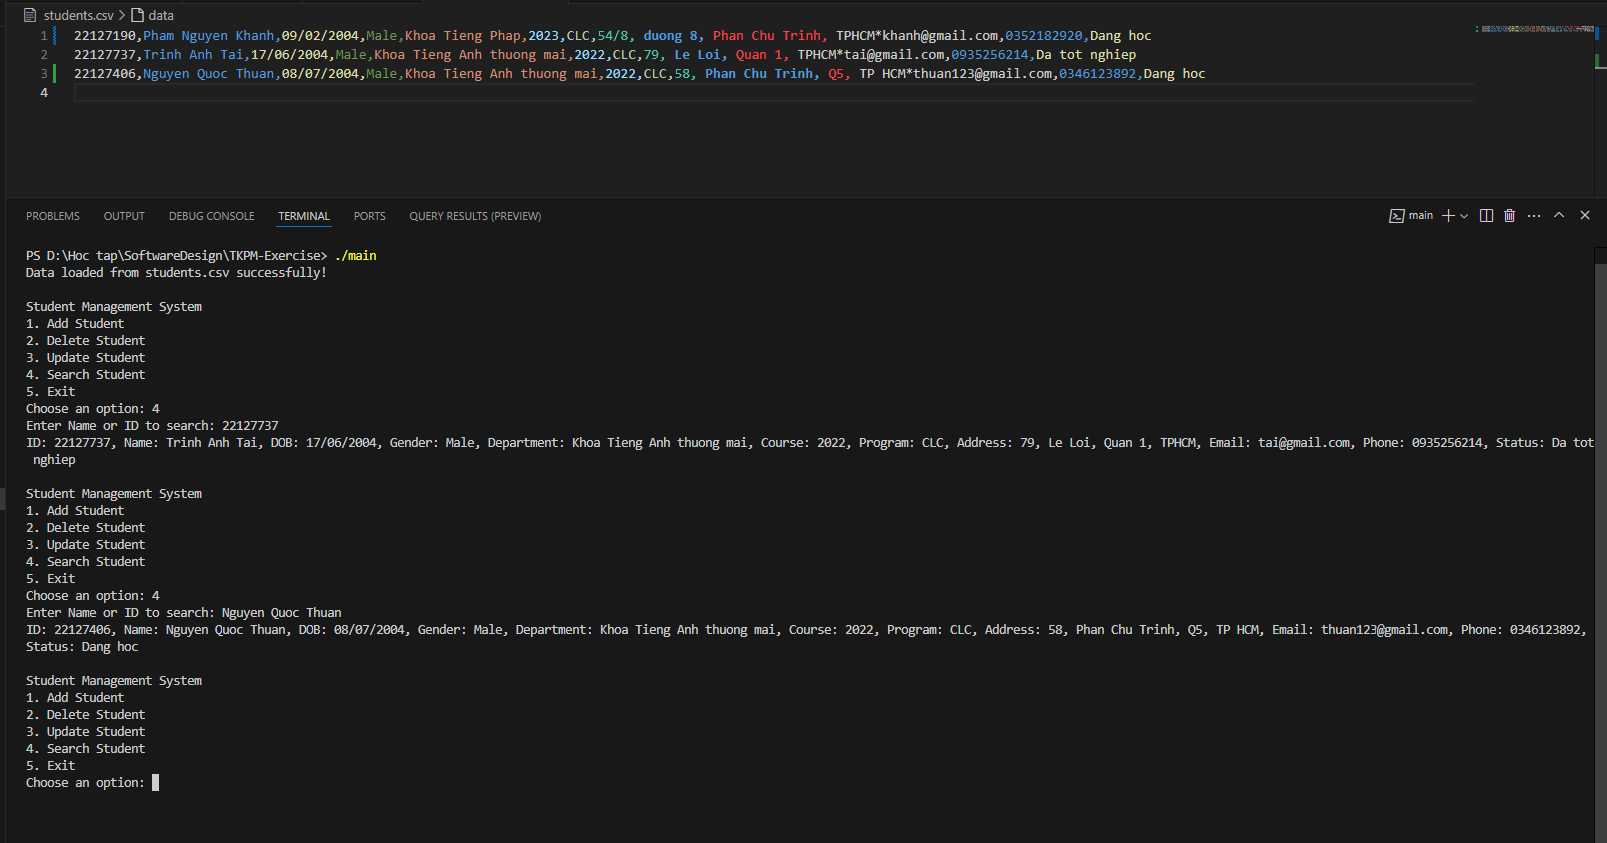 students.csv > data
1 22127190,Pham Nguyen Khanh,09/02/2004,Male,Khoa Tieng Phap,2023,CLC,54/8, duong 8, Phan Chu Trinh, TPHCM*khanh@gmail.com,0352182920,Dang hoc
2 22127737,Trinh Anh Tai,17/06/2004,Male,Khoa Tieng Anh thuong mai,2022,CLC,79, Le Loi, Quan 1, TPHCM*tai@gmail.com,0935256214,Da tot nghiep
3 22127406,Nguyen Quoc Thuan,08/07/2004,Male,Khoa Tieng Anh thuong mai,2022,CLC,58, Phan Chu Trinh, Q5, TP HCM*thuan123@gmail.com,0346123892,Dang hoc
4
PROBLEMS OUTPUT DEBUG CONSOLE TERMINAL PORTS QUERY RESULTS (PREVIEW) main
PS D:\Hoc tap\SoftwareDesign\TKPM-Exercise> ./main
Data loaded from students.csv successfully!
Student Management System
1. Add Student
2. Delete Student
3. Update Student
4. Search Student
5. Exit
Choose an option: 4
Enter Name or ID to search: 22127737
ID: 22127737, Name: Trinh Anh Tai, DOB: 17/06/2004, Gender: Male, Department: Khoa Tieng Anh thuong mai, Course: 2022, Program: CLC, Address: 79, Le Loi, Quan 1, TPHCM, Email: tai@gmail.com, Phone: 0935256214, Status: Da tot
nghiep
Student Management System
1. Add Student
2. Delete Student
3. Update Student
4. Search Student
5. Exit
Choose an option: 4
Enter Name or ID to search: Nguyen Quoc Thuan
ID: 22127406, Name: Nguyen Quoc Thuan, DOB: 08/07/2004, Gender: Male, Department: Khoa Tieng Anh thuong mai, Course: 2022, Program: CLC, Address: 58, Phan Chu Trinh, Q5, TP HCM, Email: thuan123@gmail.com, Phone: 0346123892,
Status: Dang hoc
Student Management System
1. Add Student
2. Delete Student
3. Update Student
4. Search Student
5. Exit
Choose an option: